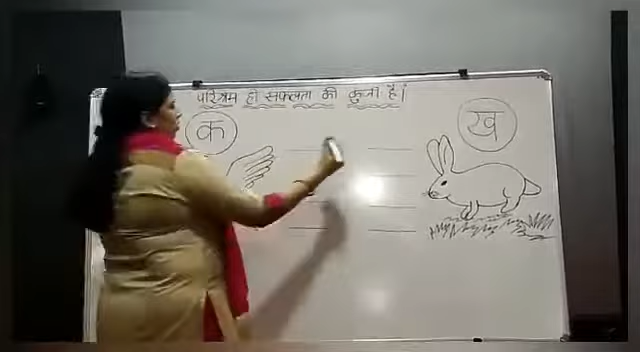 परिश्रम ही सफलता की कुंजी है।
क
ख